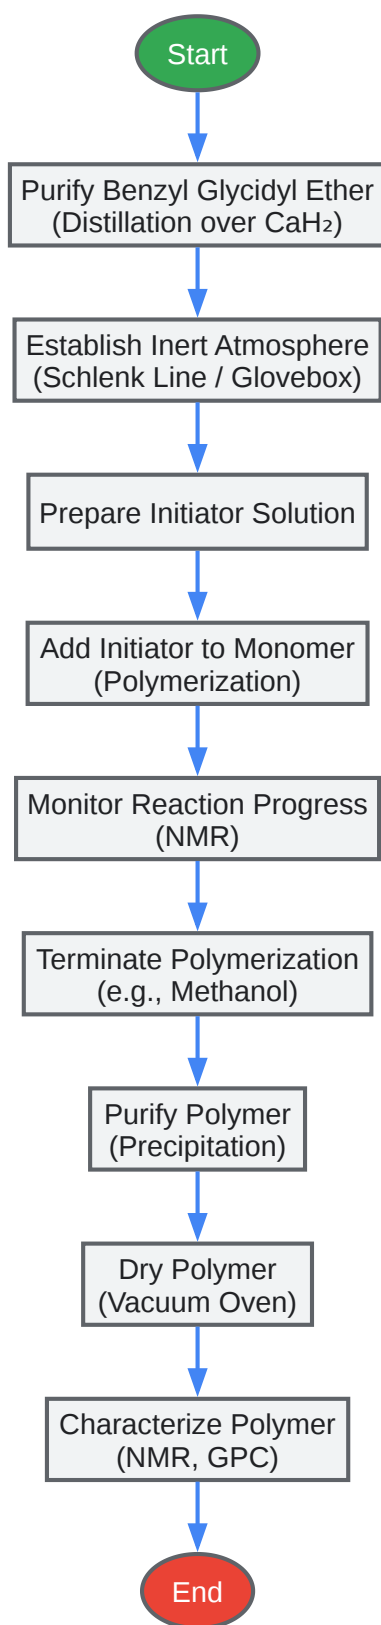 Start
Purify Benzyl Glycidyl Ether
(Distillation over CaH₂)
Establish Inert Atmosphere
(Schlenk Line / Glovebox)
Prepare Initiator Solution
Add Initiator to Monomer
(Polymerization)
Monitor Reaction Progress
(NMR)
Terminate Polymerization
(e.g., Methanol)
Purify Polymer
(Precipitation)
Dry Polymer
(Vacuum Oven)
Characterize Polymer
(NMR, GPC)
End